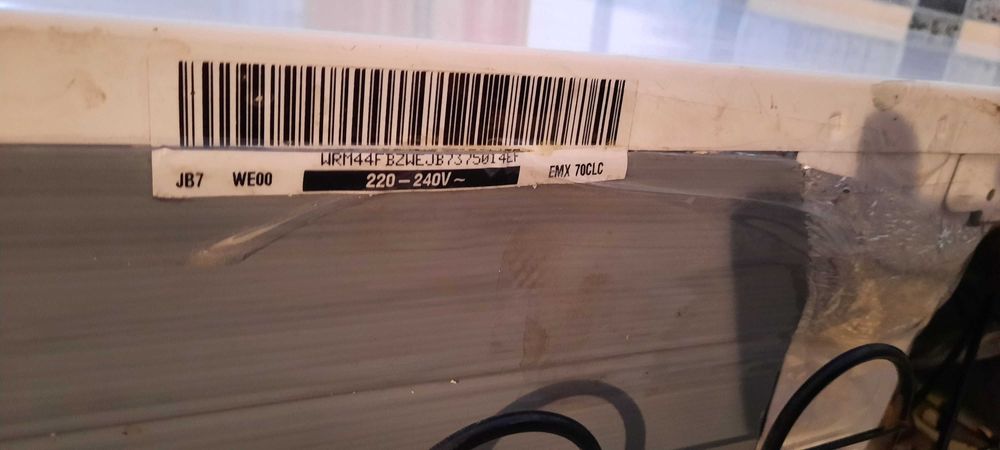 WRM44FBZWEJB7375014EF
JB7 WE00 220-240V~ EMX 70CLC